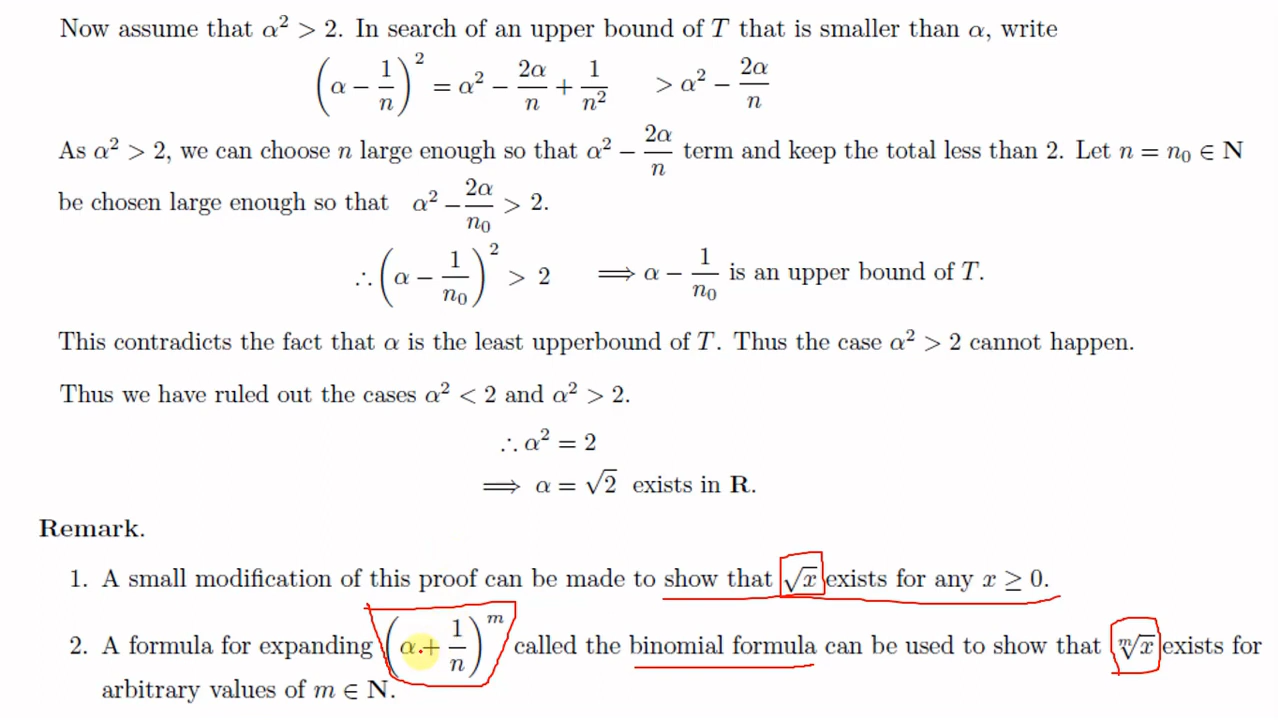 Now assume that α² > 2. In search of an upper bound of T that is smaller than α, write
(α − 1/n)² = α² − 2α/n + 1/n² > α² − 2α/n
As α² > 2, we can choose n large enough so that α² − 2α/n term and keep the total less than 2. Let n = n₀ ∈ N
be chosen large enough so that α² − 2α/n₀ > 2.
∴ (α − 1/n₀)² > 2 ⟹ α − 1/n₀ is an upper bound of T.
This contradicts the fact that α is the least upperbound of T. Thus the case α² > 2 cannot happen.
Thus we have ruled out the cases α² < 2 and α² > 2.
∴ α² = 2
⟹ α = √2 exists in R.
Remark.
1. A small modification of this proof can be made to show that √x exists for any x ≥ 0.
2. A formula for expanding (α + 1/n)ᵐ called the binomial formula can be used to show that ᵐ√x exists for
arbitrary values of m ∈ N.